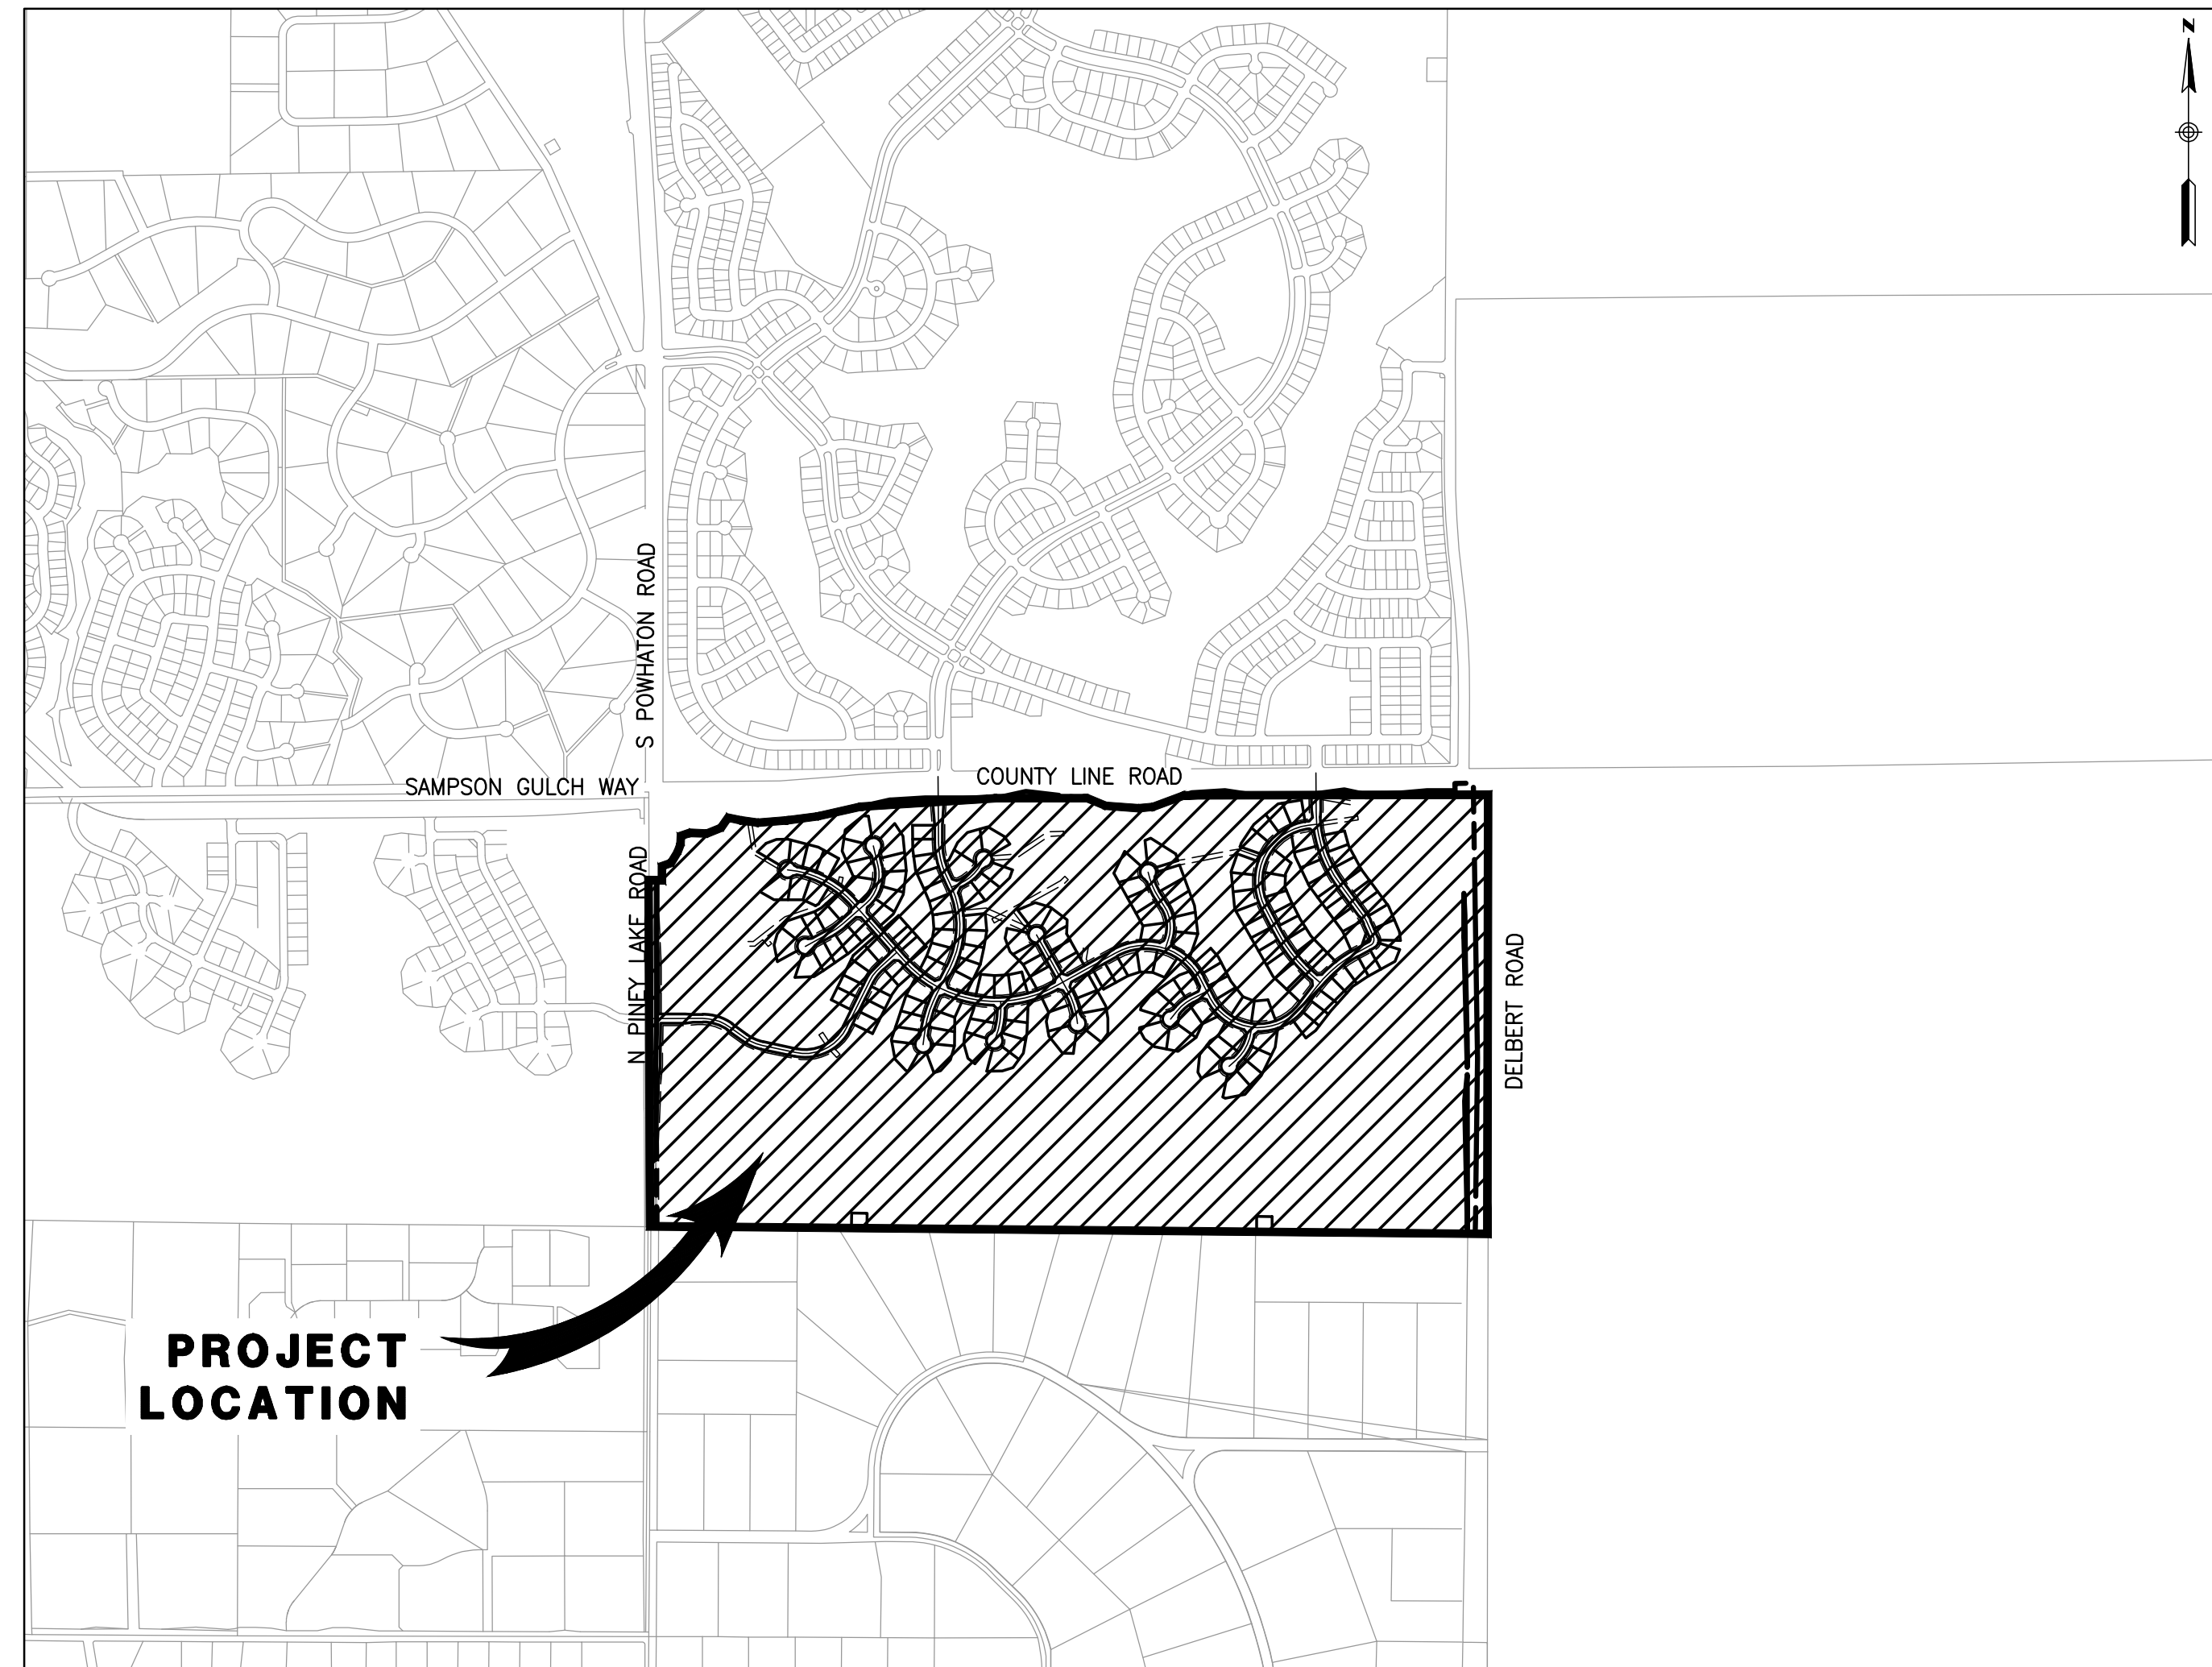 N
S POWHATON ROAD
SAMPSON GULCH WAY
COUNTY LINE ROAD
N PINEY LAKE ROAD
DELBERT ROAD
PROJECT
LOCATION